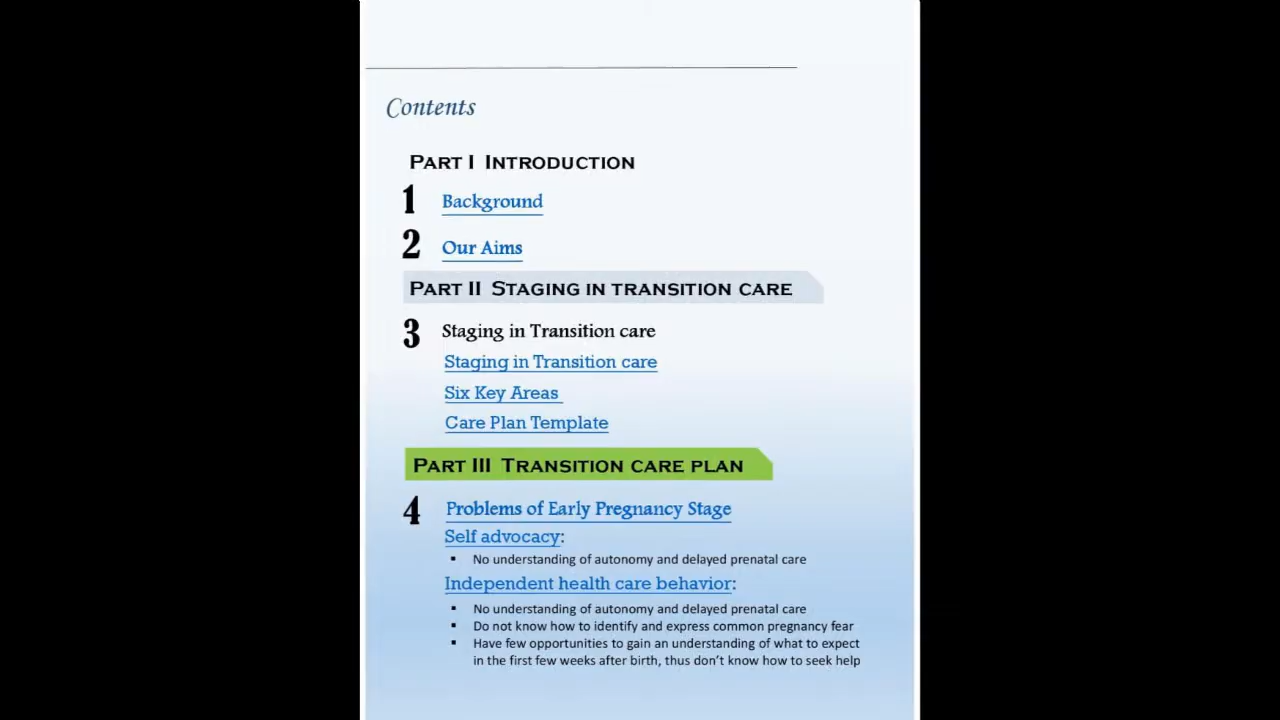 Contents
Part I Introduction
1 Background
2 Our Aims
Part II Staging in transition care
3 Staging in Transition care
Staging in Transition care
Six Key Areas
Care Plan Template
Part III Transition care plan
4 Problems of Early Pregnancy Stage
Self advocacy:
▪ No understanding of autonomy and delayed prenatal care
Independent health care behavior:
▪ No understanding of autonomy and delayed prenatal care
▪ Do not know how to identify and express common pregnancy fear
▪ Have few opportunities to gain an understanding of what to expect
in the first few weeks after birth, thus don’t know how to seek help